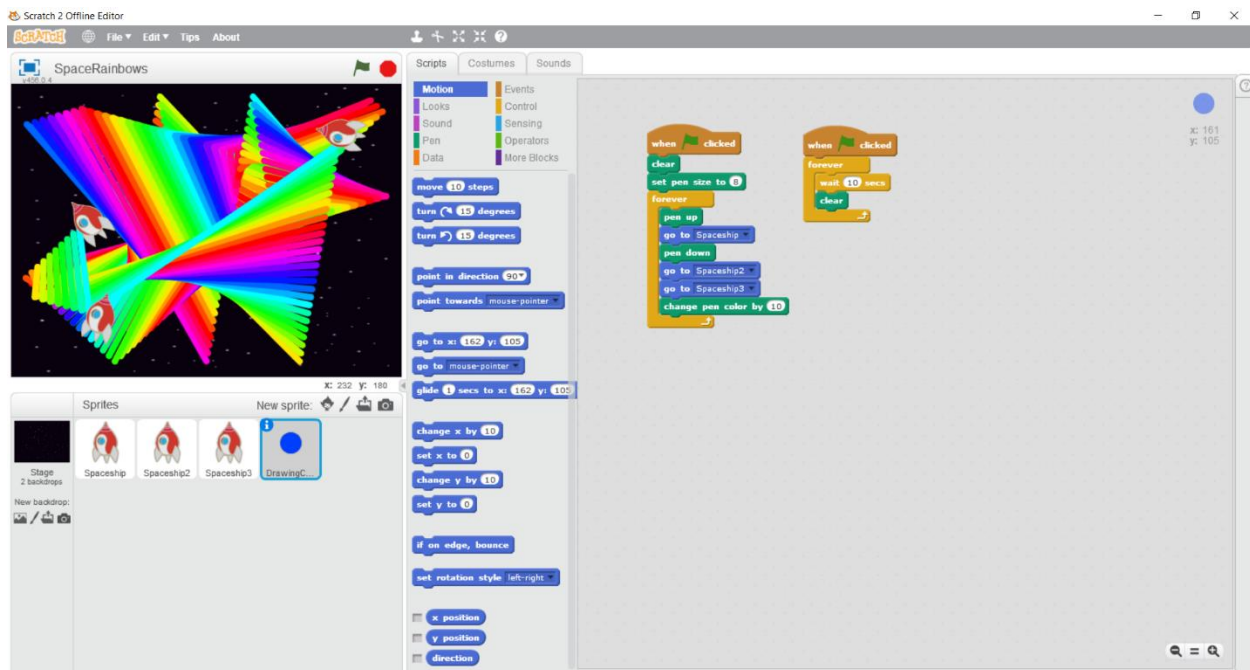 Scratch 2 Offline Editor
SCRATCH File Edit Tips About
SpaceRainbows
v456.0.4
X: 232 y: 180
Sprites New sprite:
Stage
2 backdrops
New backdrop:
Spaceship
Spaceship2
Spaceship3
DrawingC...
Scripts Costumes Sounds
Motion Events
Looks Control
Sound Sensing
Pen Operators
Data More Blocks
move 10 steps
turn 15 degrees
turn 15 degrees
point in direction 90
point towards mouse-pointer
go to x: 162 y: 105
go to mouse-pointer
glide 1 secs to x: 162 y: 105
change x by 10
set x to 0
change y by 10
set y to 0
if on edge, bounce
set rotation style left-right
x position
y position
direction
when clicked
clear
set pen size to 8
forever
pen up
go to Spaceship
pen down
go to Spaceship2
go to Spaceship3
change pen color by 10
when clicked
forever
wait 10 secs
clear
x: 161
y: 105